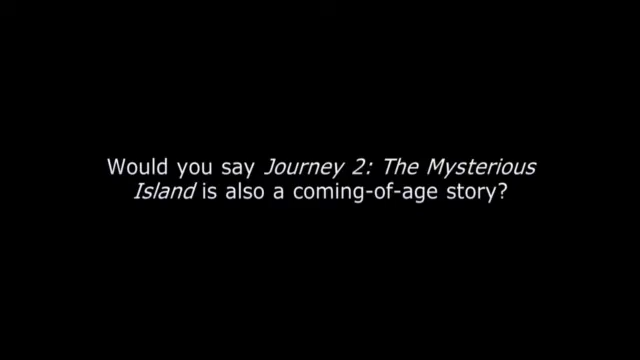 Would you say Journey 2: The Mysterious
Island is also a coming-of-age story?